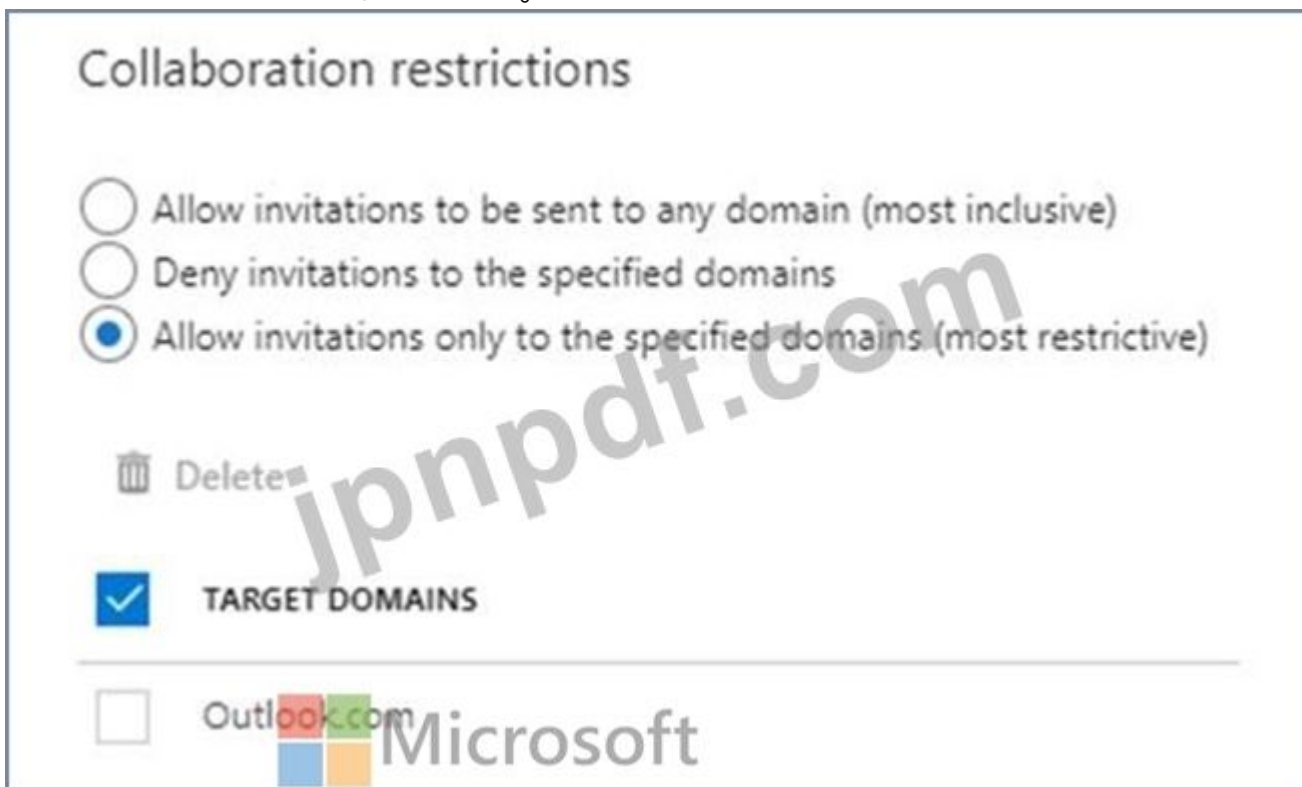 Collaboration restrictions
Allow invitations to be sent to any domain (most inclusive)
Deny invitations to the specified domains
Allow invitations only to the specified domains (most restrictive)
Delete
jpnpdf.com
TARGET DOMAINS
Outlook.com
Microsoft